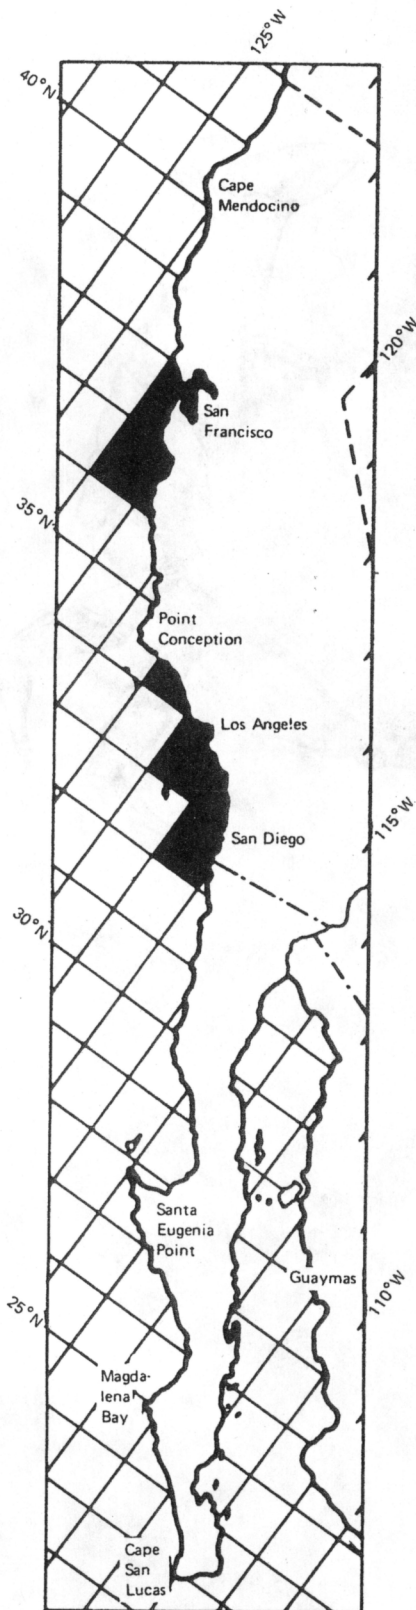 125°W
40°N
Cape
Mendocino
120°W
San
Francisco
35°N
Point
Conception
Los Angeles
115°W
San Diego
30°N
Santa
Eugenia
Point
Guaymas
110°W
25°N
Magda-
lena
Bay
Cape
San
Lucas